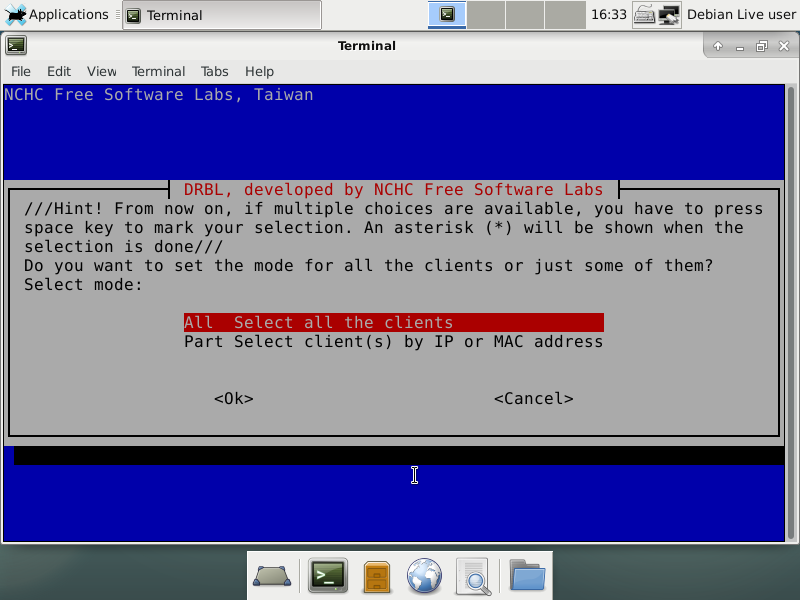 Applications
Terminal
16:33
Debian Live user
Terminal
File Edit View Terminal Tabs Help
NCHC Free Software Labs, Taiwan
DRBL, developed by NCHC Free Software Labs
///Hint! From now on, if multiple choices are available, you have to press
space key to mark your selection. An asterisk (*) will be shown when the
selection is done///
Do you want to set the mode for all the clients or just some of them?
Select mode:
All Select all the clients
Part Select client(s) by IP or MAC address
<Ok> <Cancel>